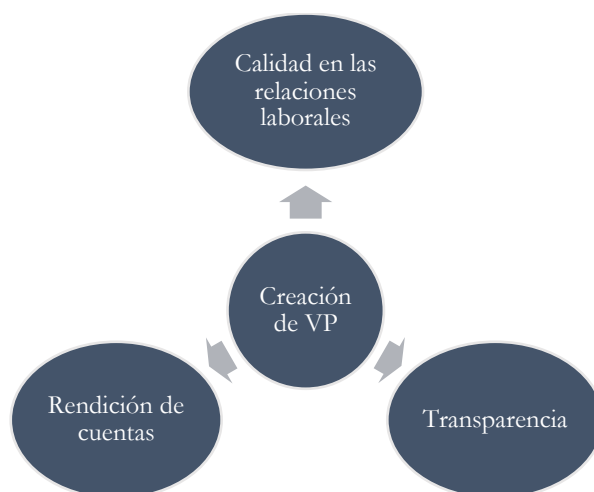 Calidad en las
relaciones
laborales
Creación
de VP
Rendición de
cuentas
Transparencia